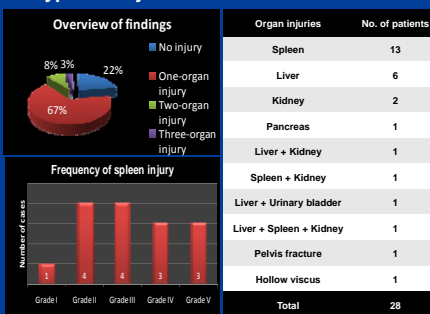 Overview of findings
No injury
One-organ
injury
Two-organ
injury
Three-organ
injury
8%
3%
22%
67%
Frequency of spleen injury
Number of cases
1
4
4
3
3
Grade I
Grade II
Grade III
Grade IV
Grade V
Organ injuries No. of patients
Spleen 13
Liver 6
Kidney 2
Pancreas 1
Liver + Kidney 1
Spleen + Kidney 1
Liver + Urinary bladder 1
Liver + Spleen + Kidney 1
Pelvis fracture 1
Hollow viscus 1
Total 28